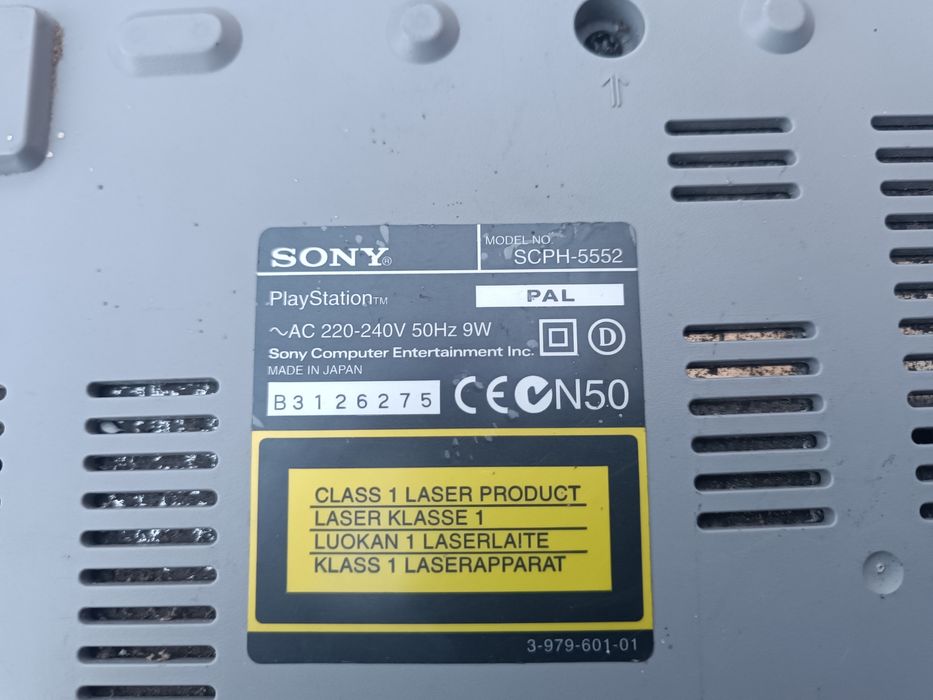 SONY®
MODEL NO.
SCPH-5552
PlayStation™
PAL
~AC 220-240V 50Hz 9W
D
Sony Computer Entertainment Inc.
MADE IN JAPAN
B3126275
CE N50
CLASS 1 LASER PRODUCT
LASER KLASSE 1
LUOKAN 1 LASERLAITE
KLASS 1 LASERAPPARAT
3-979-601-01